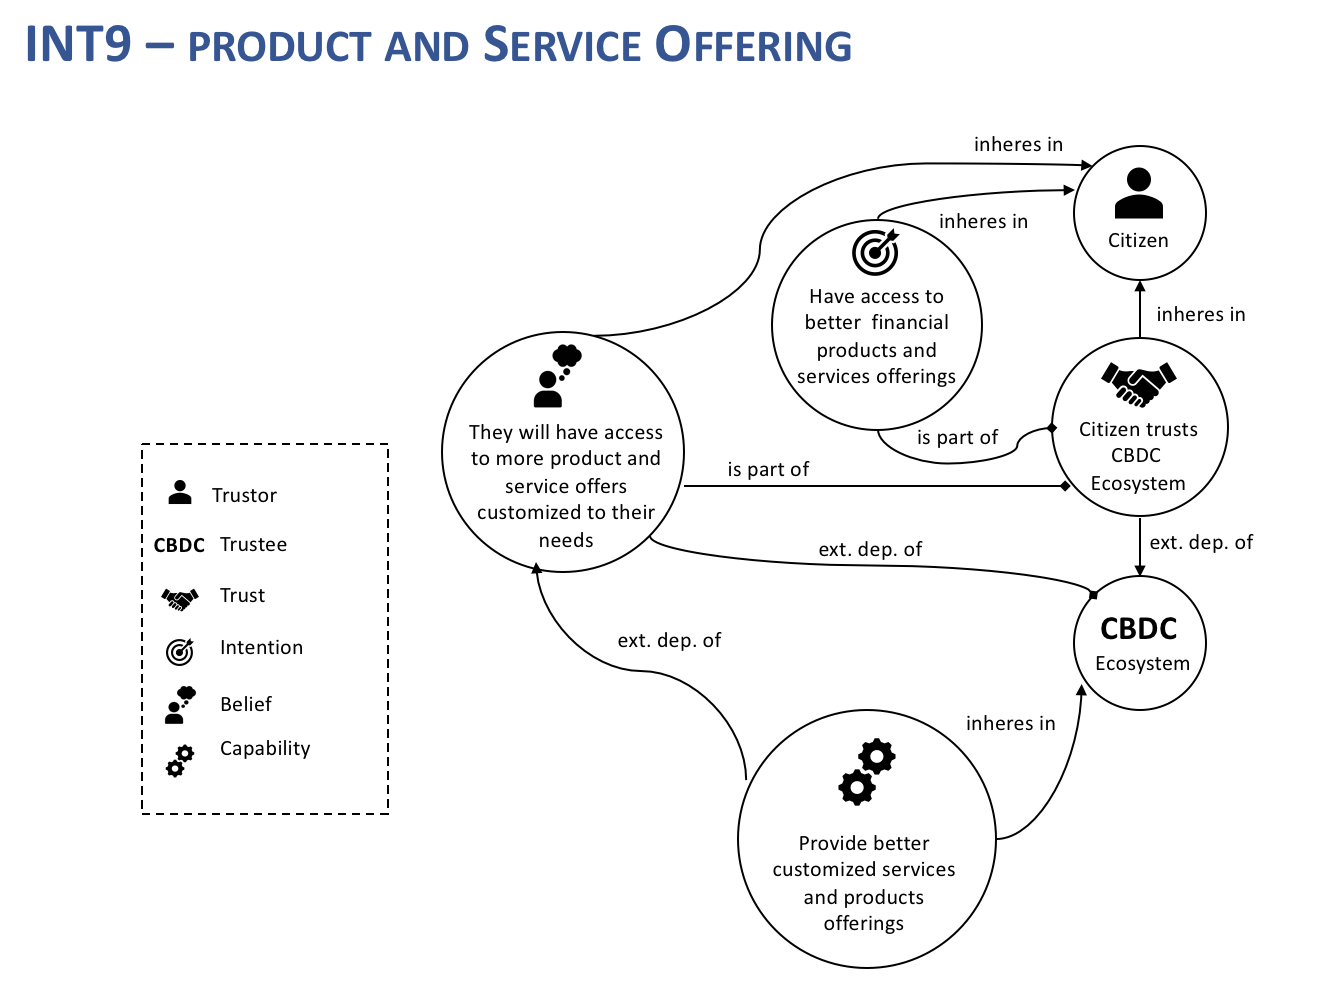 INT9 – PRODUCT AND SERVICE OFFERING
inheres in
inheres in
Citizen
Have access to
better financial
products and
services offerings
inheres in
They will have access
to more product and
service offers
customized to their
needs
is part of
is part of
Citizen trusts
CBDC
Ecosystem
ext. dep. of
ext. dep. of
CBDC
Ecosystem
ext. dep. of
inheres in
Provide better
customized services
and products
offerings
Trustor
CBDC Trustee
Trust
Intention
Belief
Capability